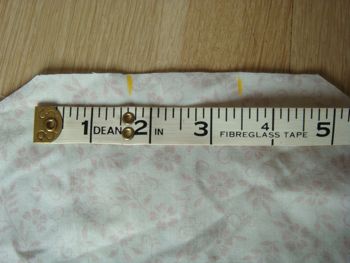 1 DEAN 2 IN 3 4 5
FIBREGLASS TAPE